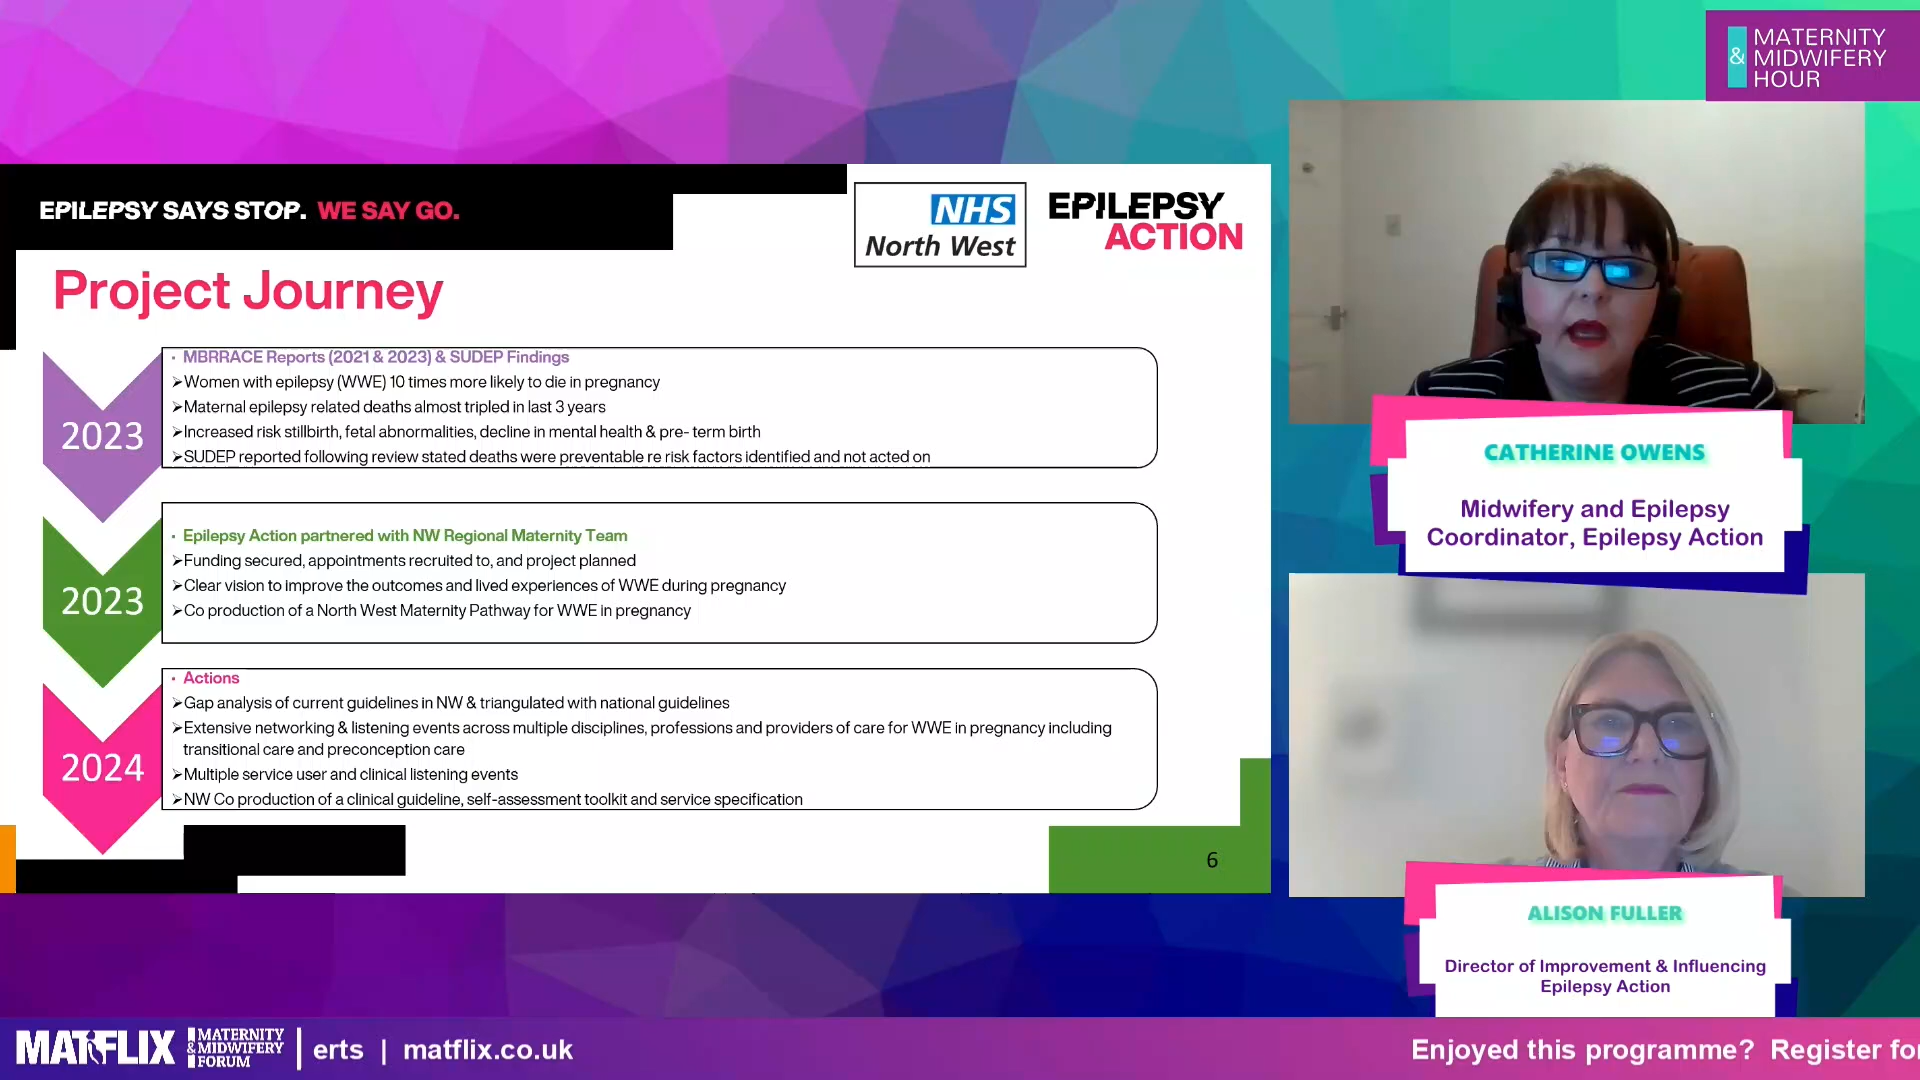 MATERNITY
& MIDWIFERY
HOUR
EPILEPSY SAYS STOP. WE SAY GO.
NHS
North West
EPILEPSY
ACTION
Project Journey
2023
• MBRRACE Reports (2021 & 2023) & SUDEP Findings
➢Women with epilepsy (WWE) 10 times more likely to die in pregnancy
➢Maternal epilepsy related deaths almost tripled in last 3 years
➢Increased risk stillbirth, fetal abnormalities, decline in mental health & pre- term birth
➢SUDEP reported following review stated deaths were preventable re risk factors identified and not acted on
2023
• Epilepsy Action partnered with NW Regional Maternity Team
➢Funding secured, appointments recruited to, and project planned
➢Clear vision to improve the outcomes and lived experiences of WWE during pregnancy
➢Co production of a North West Maternity Pathway for WWE in pregnancy
2024
• Actions
➢Gap analysis of current guidelines in NW & triangulated with national guidelines
➢Extensive networking & listening events across multiple disciplines, professions and providers of care for WWE in pregnancy including
transitional care and preconception care
➢Multiple service user and clinical listening events
➢NW Co production of a clinical guideline, self-assessment toolkit and service specification
6
CATHERINE OWENS
Midwifery and Epilepsy
Coordinator, Epilepsy Action
ALISON FULLER
Director of Improvement & Influencing
Epilepsy Action
MATFLIX
MATERNITY
& MIDWIFERY
FORUM
erts | matflix.co.uk
Enjoyed this programme? Register for